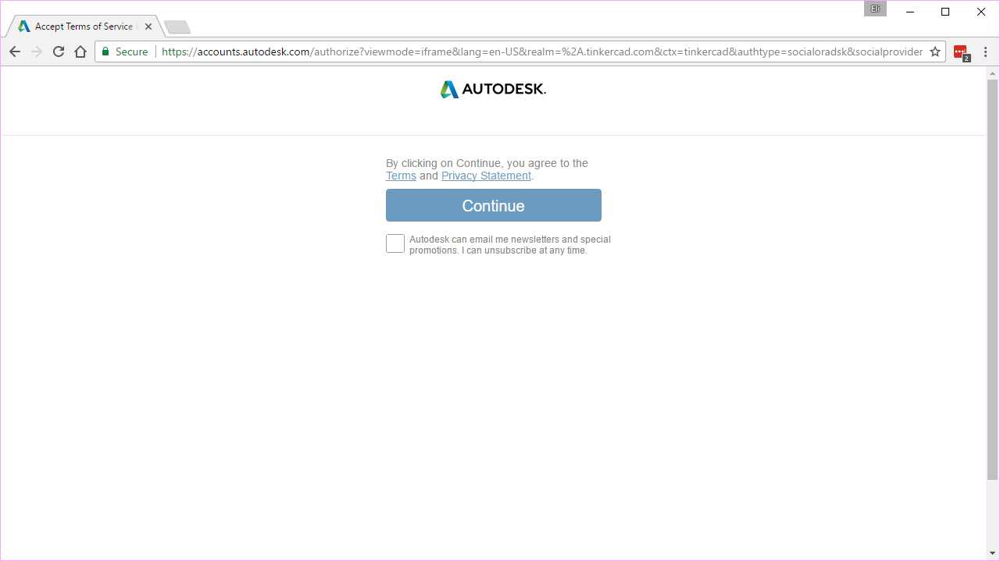 Eli
Accept Terms of Service
Secure
https://accounts.autodesk.com/authorize?viewmode=iframe&lang=en-US&realm=%2A.tinkercad.com&ctx=tinkercad&authtype=socialoradsk&socialprovider
2
AUTODESK.
By clicking on Continue, you agree to the
Terms and Privacy Statement.
Continue
Autodesk can email me newsletters and special
promotions. I can unsubscribe at any time.